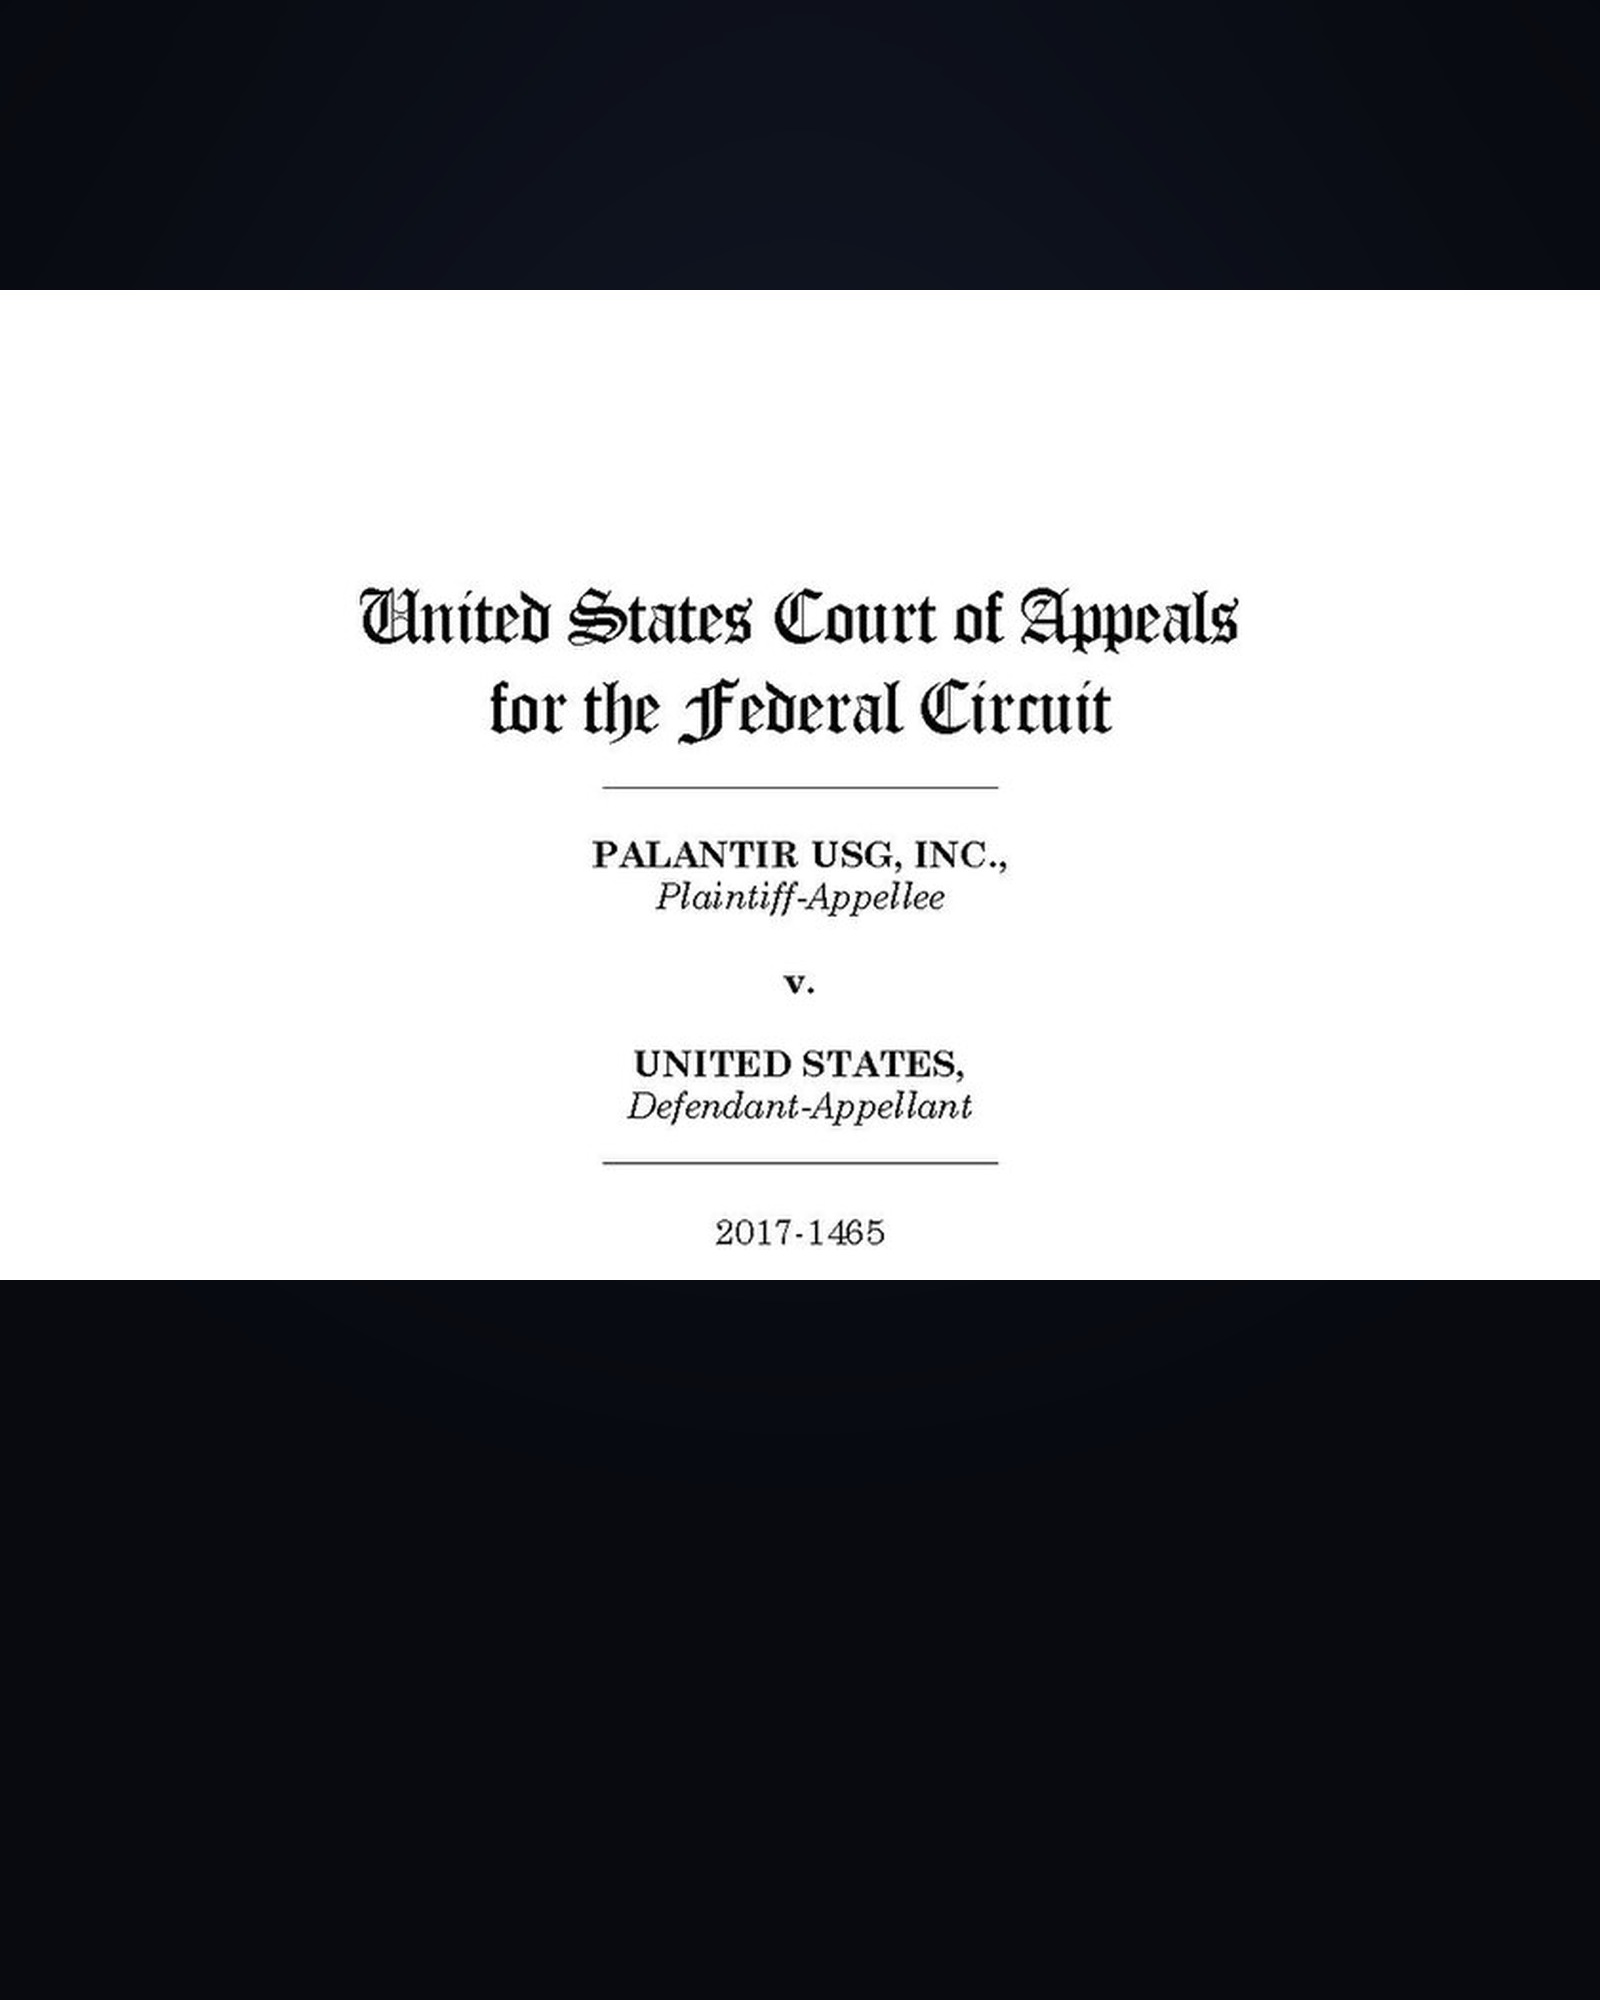 United States Court of Appeals
for the Federal Circuit
PALANTIR USG, INC.,
Plaintiff-Appellee
v.
UNITED STATES,
Defendant-Appellant
2017-1465